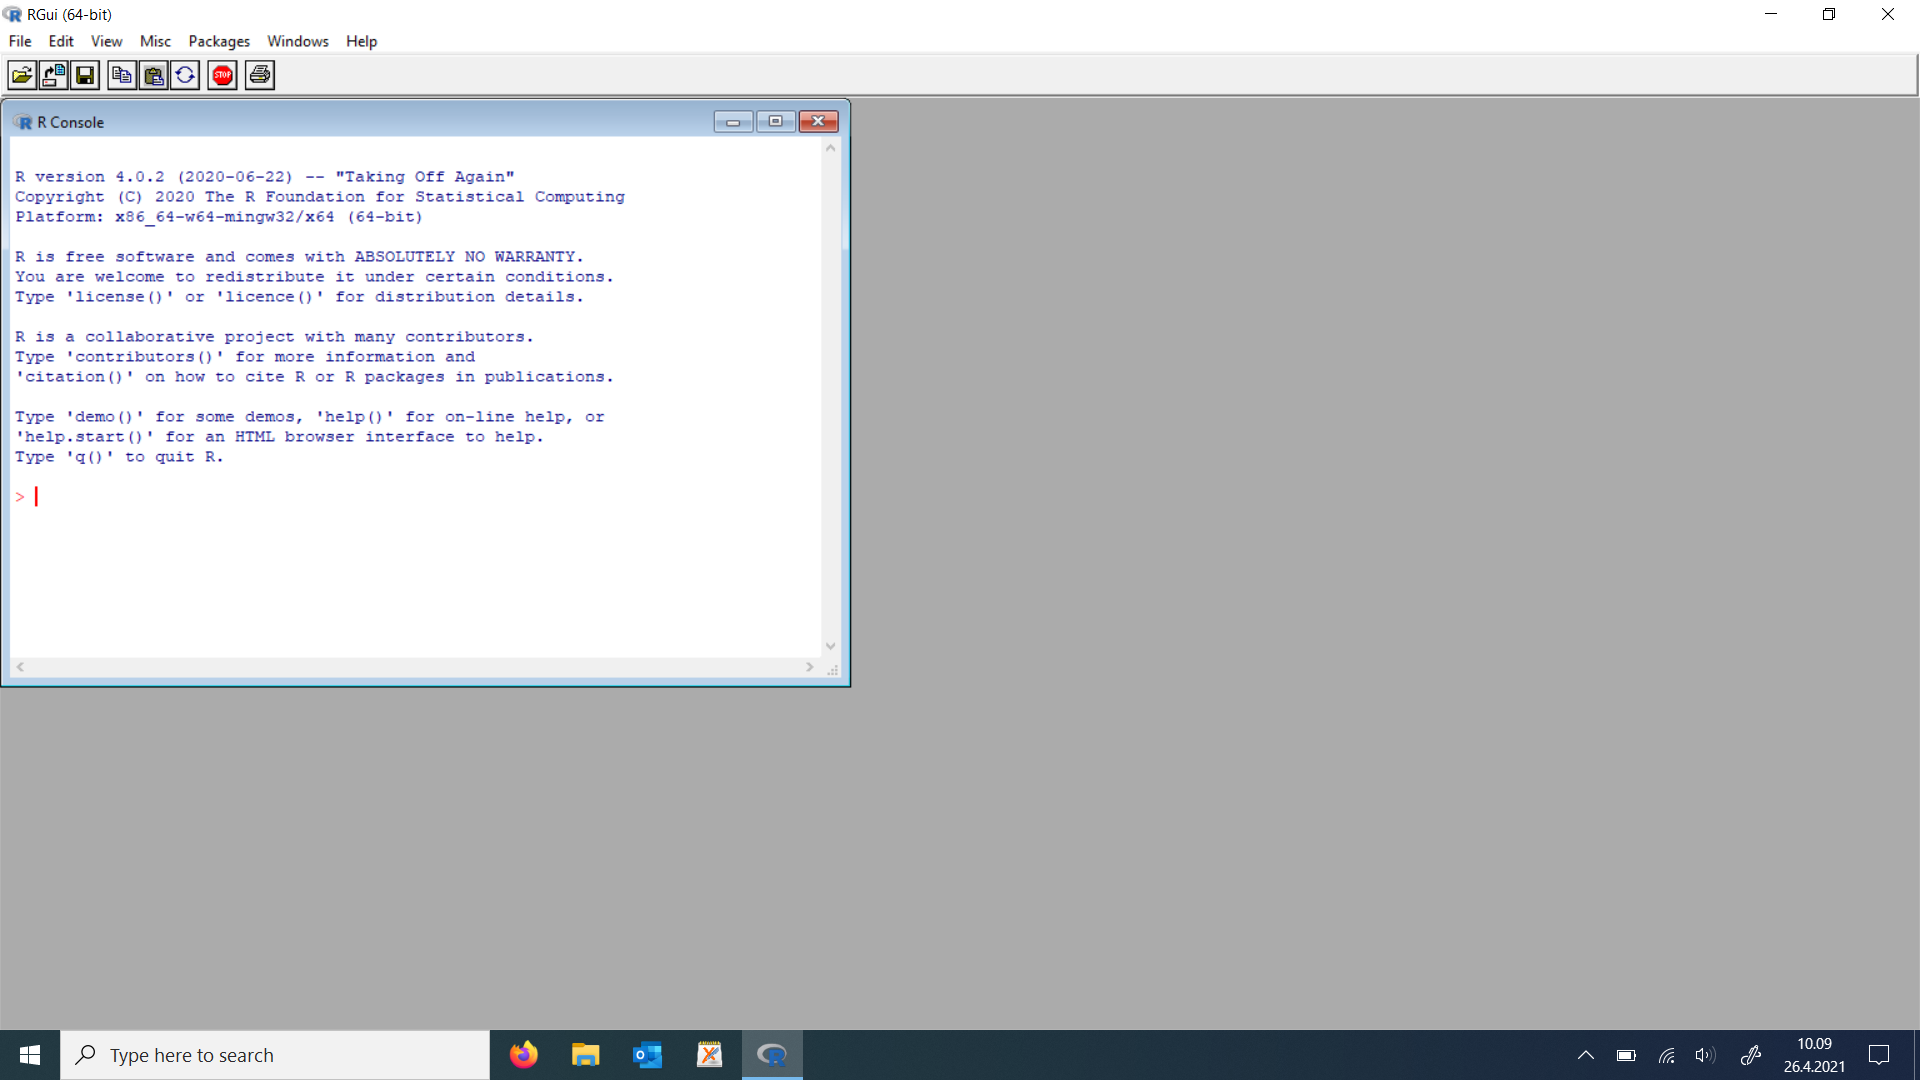 RGui (64-bit)
File Edit View Misc Packages Windows Help
STOP
R Console
R version 4.0.2 (2020-06-22) -- "Taking Off Again"
Copyright (C) 2020 The R Foundation for Statistical Computing
Platform: x86_64-w64-mingw32/x64 (64-bit)
R is free software and comes with ABSOLUTELY NO WARRANTY.
You are welcome to redistribute it under certain conditions.
Type 'license()' or 'licence()' for distribution details.
R is a collaborative project with many contributors.
Type 'contributors()' for more information and
'citation()' on how to cite R or R packages in publications.
Type 'demo()' for some demos, 'help()' for on-line help, or
'help.start()' for an HTML browser interface to help.
Type 'q()' to quit R.
>
Type here to search
10.09
26.4.2021